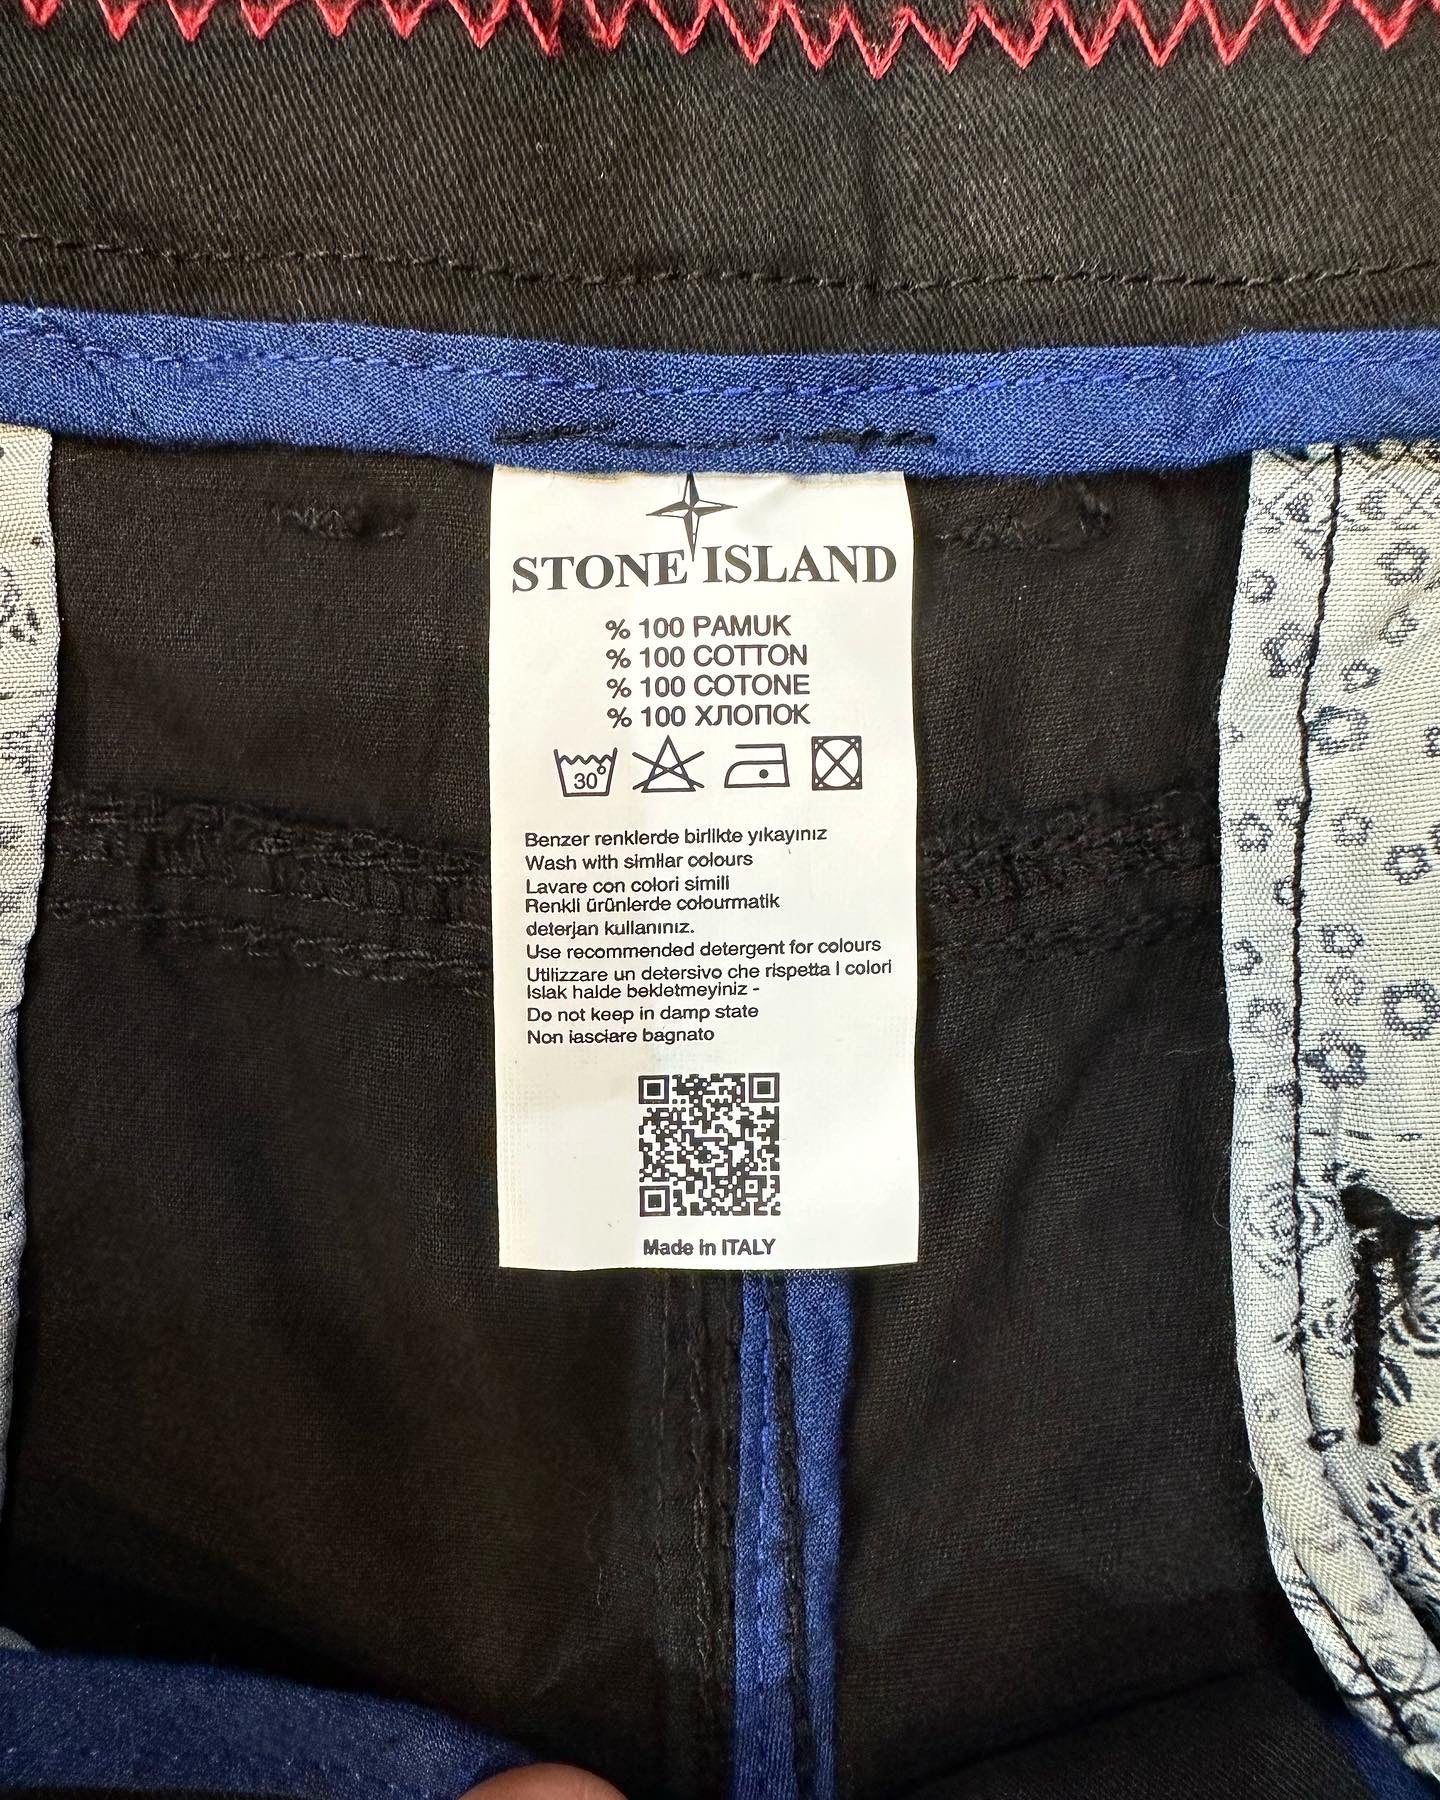 STONE ISLAND
% 100 PAMUK
% 100 COTTON
% 100 COTONE
% 100 ХЛОПОК
30°
Benzer renklerde birlikte yıkayınız
Wash with similar colours
Lavare con colori simili
Renkli ürünlerde colourmatik
deterjan kullanınız.
Use recommended detergent for colours
Utilizzare un detersivo che rispetta I colori
Islak halde bekletmeyiniz -
Do not keep in damp state
Non lasciare bagnato
Made in ITALY